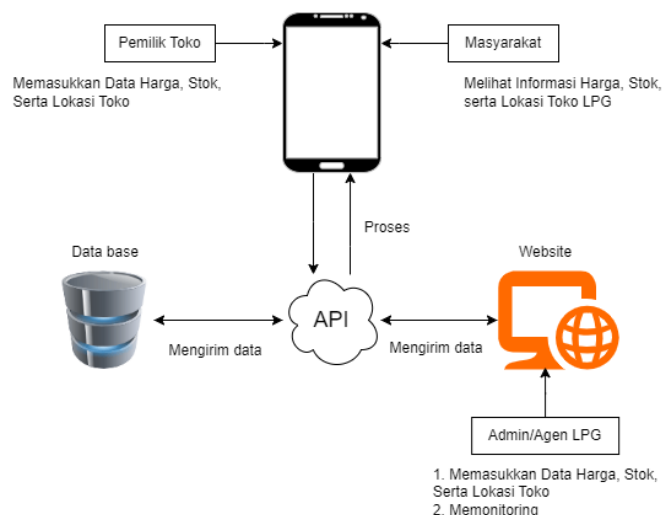 Pemilik Toko
Masyarakat
Memasukkan Data Harga, Stok,
Serta Lokasi Toko
Melihat Informasi Harga, Stok,
serta Lokasi Toko LPG
Proses
Data base
Website
API
Mengirim data
Mengirim data
Admin/Agen LPG
1. Memasukkan Data Harga, Stok,
Serta Lokasi Toko
2. Memonitoring